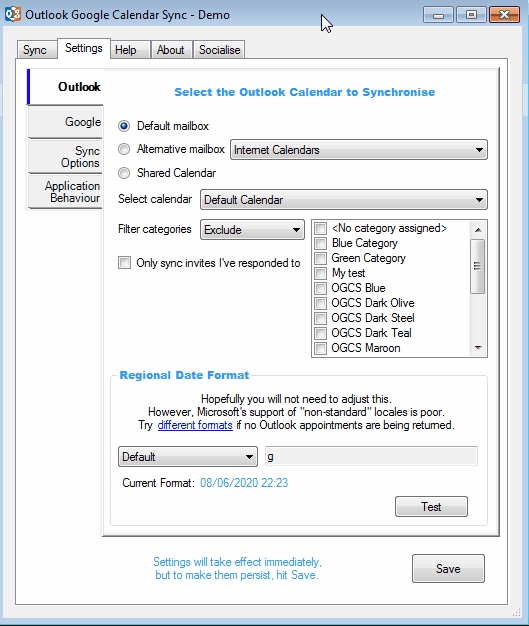 Outlook Google Calendar Sync - Demo
Sync Settings Help About Socialise
Outlook
Google
Sync
Options
Application
Behaviour
Select the Outlook Calendar to Synchronise
Default mailbox
Alternative mailbox Internet Calendars
Shared Calendar
Select calendar Default Calendar
Filter categories Exclude
<No category assigned>
Blue Category
Green Category
My test
OGCS Blue
OGCS Dark Olive
OGCS Dark Steel
OGCS Dark Teal
OGCS Maroon
Only sync invites I've responded to
Regional Date Format
Hopefully you will not need to adjust this.
However, Microsoft's support of "non-standard" locales is poor.
Try different formats if no Outlook appointments are being returned.
Default g
Current Format: 08/06/2020 22:23
Test
Settings will take effect immediately,
but to make them persist, hit Save.
Save